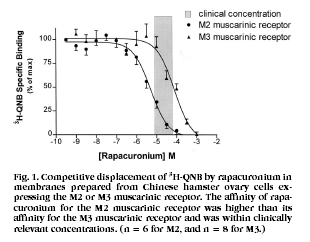 clinical concentration
M2 muscarinic receptor
M3 muscarinic receptor
³H-QNB Specific Binding
(% of max)
100
75
50
25
0
-10 -9 -8 -7 -6 -5 -4 -3 -2
[Rapacuronium] M
Fig. 1. Competitive displacement of ³H-QNB by rapacuronium in
membranes prepared from Chinese hamster ovary cells ex-
pressing the M2 or M3 muscarinic receptor. The affinity of rapa-
curonium for the M2 muscarinic receptor was higher than its
affinity for the M3 muscarinic receptor and was within clinically
relevant concentrations. (n = 6 for M2, and n = 8 for M3.)